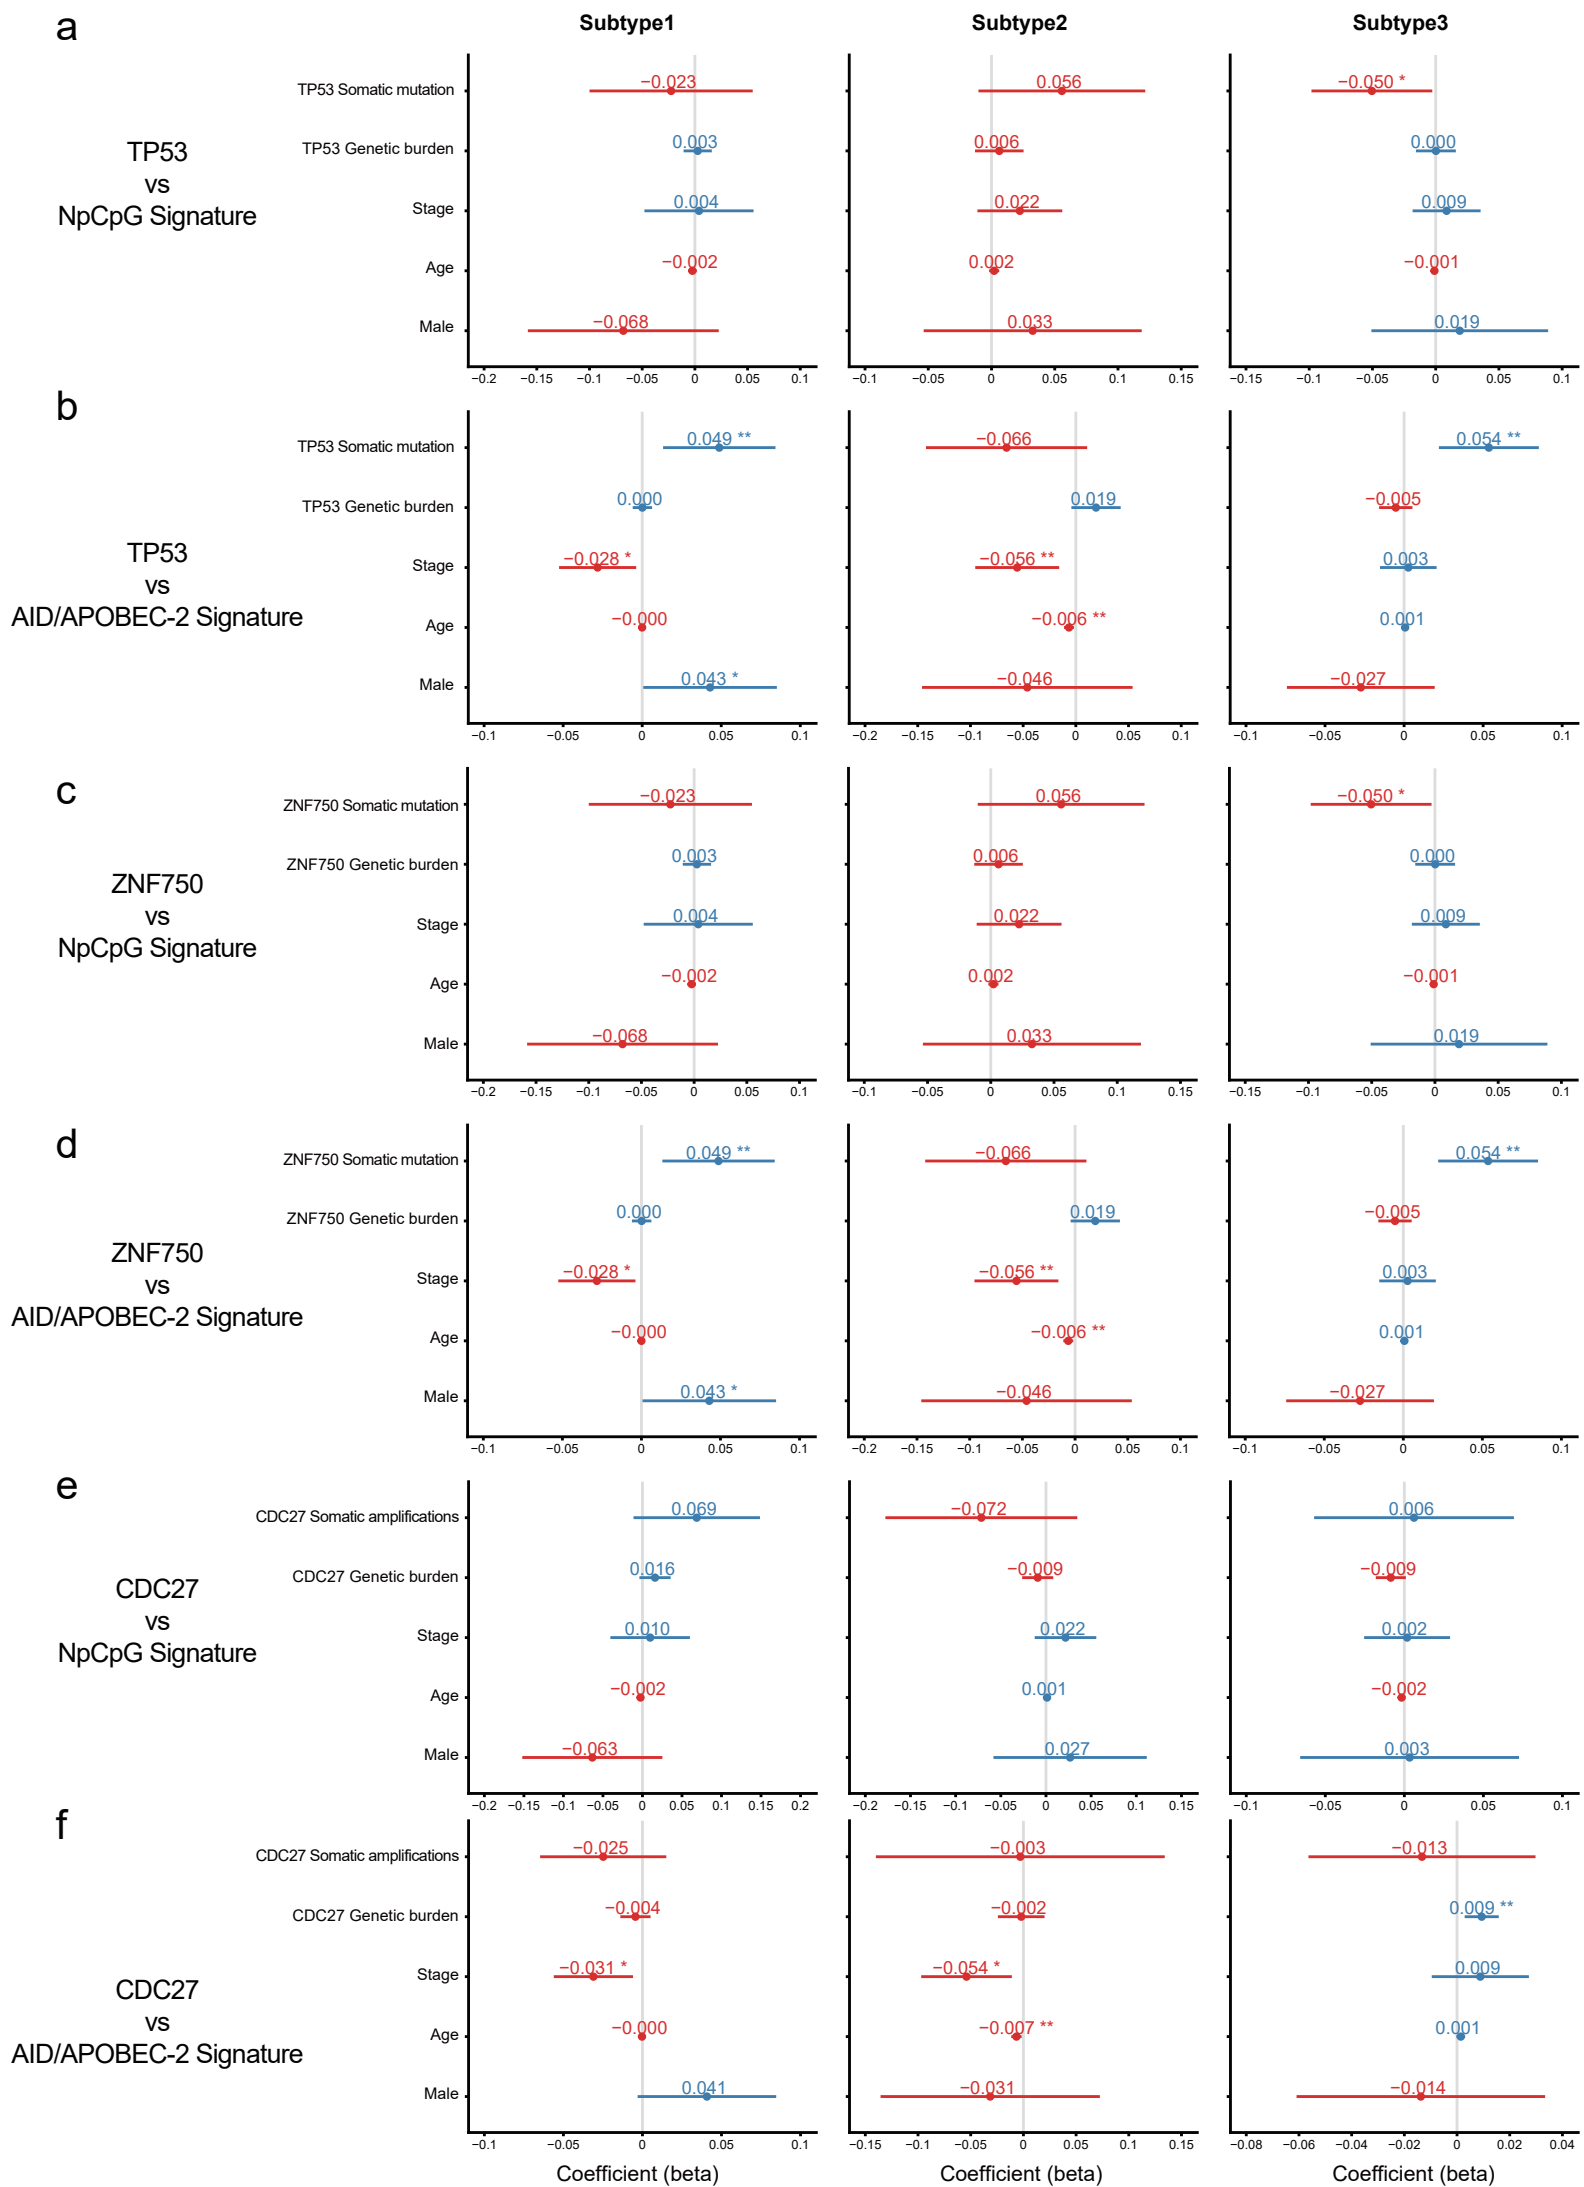 a
Subtype1
Subtype2
Subtype3
TP53
vs
NpCpG Signature
TP53 Somatic mutation
−0.023
0.056
−0.050 *
TP53 Genetic burden
0.003
0.006
0.000
Stage
0.004
0.022
0.009
Age
−0.002
0.002
−0.001
Male
−0.068
0.033
0.019
−0.2 −0.15 −0.1 −0.05 0 0.05 0.1
−0.1 −0.05 0 0.05 0.1 0.15
−0.15 −0.1 −0.05 0 0.05 0.1
b
TP53
vs
AID/APOBEC-2 Signature
TP53 Somatic mutation
0.049 **
−0.066
0.054 **
TP53 Genetic burden
0.000
0.019
−0.005
Stage
−0.028 *
−0.056 **
0.003
Age
−0.000
−0.006 **
0.001
Male
0.043 *
−0.046
−0.027
−0.1 −0.05 0 0.05 0.1
−0.2 −0.15 −0.1 −0.05 0 0.05 0.1
−0.1 −0.05 0 0.05 0.1
c
ZNF750
vs
NpCpG Signature
ZNF750 Somatic mutation
−0.023
0.056
−0.050 *
ZNF750 Genetic burden
0.003
0.006
0.000
Stage
0.004
0.022
0.009
Age
−0.002
0.002
−0.001
Male
−0.068
0.033
0.019
−0.2 −0.15 −0.1 −0.05 0 0.05 0.1
−0.1 −0.05 0 0.05 0.1 0.15
−0.15 −0.1 −0.05 0 0.05 0.1
d
ZNF750
vs
AID/APOBEC-2 Signature
ZNF750 Somatic mutation
0.049 **
−0.066
0.054 **
ZNF750 Genetic burden
0.000
0.019
−0.005
Stage
−0.028 *
−0.056 **
0.003
Age
−0.000
−0.006 **
0.001
Male
0.043 *
−0.046
−0.027
−0.1 −0.05 0 0.05 0.1
−0.2 −0.15 −0.1 −0.05 0 0.05 0.1
−0.1 −0.05 0 0.05 0.1
e
CDC27
vs
NpCpG Signature
CDC27 Somatic amplifications
0.069
−0.072
0.006
CDC27 Genetic burden
0.016
−0.009
−0.009
Stage
0.010
0.022
0.002
Age
−0.002
0.001
−0.002
Male
−0.063
0.027
0.003
−0.2 −0.15 −0.1 −0.05 0 0.05 0.1 0.15 0.2
−0.2 −0.15 −0.1 −0.05 0 0.05 0.1 0.15
−0.1 −0.05 0 0.05 0.1
f
CDC27
vs
AID/APOBEC-2 Signature
CDC27 Somatic amplifications
−0.025
−0.003
−0.013
CDC27 Genetic burden
−0.004
−0.002
0.009 **
Stage
−0.031 *
−0.054 *
0.009
Age
−0.000
−0.007 **
0.001
Male
0.041
−0.031
−0.014
−0.1 −0.05 0 0.05 0.1
−0.15 −0.1 −0.05 0 0.05 0.1 0.15
−0.08 −0.06 −0.04 −0.02 0 0.02 0.04
Coefficient (beta)
Coefficient (beta)
Coefficient (beta)